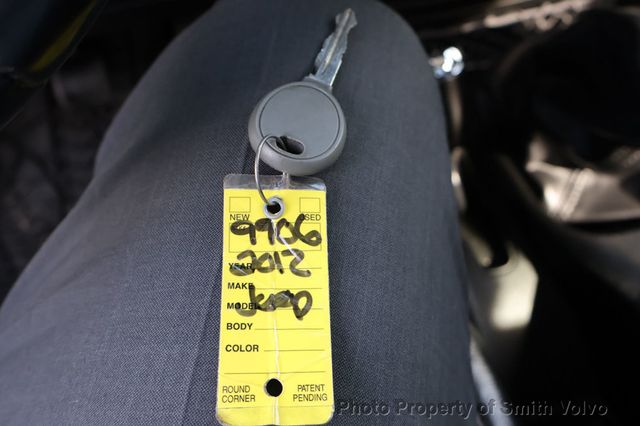 NEW USED
9906
YEAR 2012
MAKE
MODEL Jeep
BODY
COLOR
ROUND CORNER PATENT PENDING
Photo Property of Smith Volvo